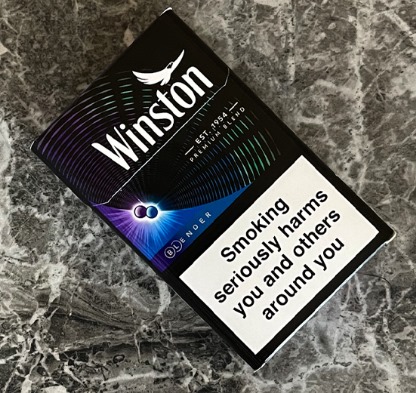 Winston
EST. 1954
PREMIUM BLEND
BLENDER
Smoking
seriously harms
you and others
around you